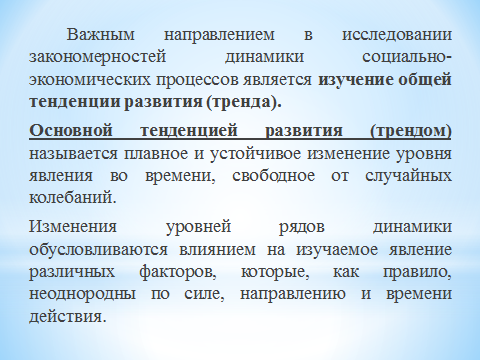 Важным направлением в исследовании
закономерностей динамики социально-
экономических процессов является изучение общей
тенденции развития (тренда).
Основной тенденцией развития (трендом)
называется плавное и устойчивое изменение уровня
явления во времени, свободное от случайных
колебаний.
Изменения уровней рядов динамики
обусловливаются влиянием на изучаемое явление
различных факторов, которые, как правило,
неоднородны по силе, направлению и времени
действия.